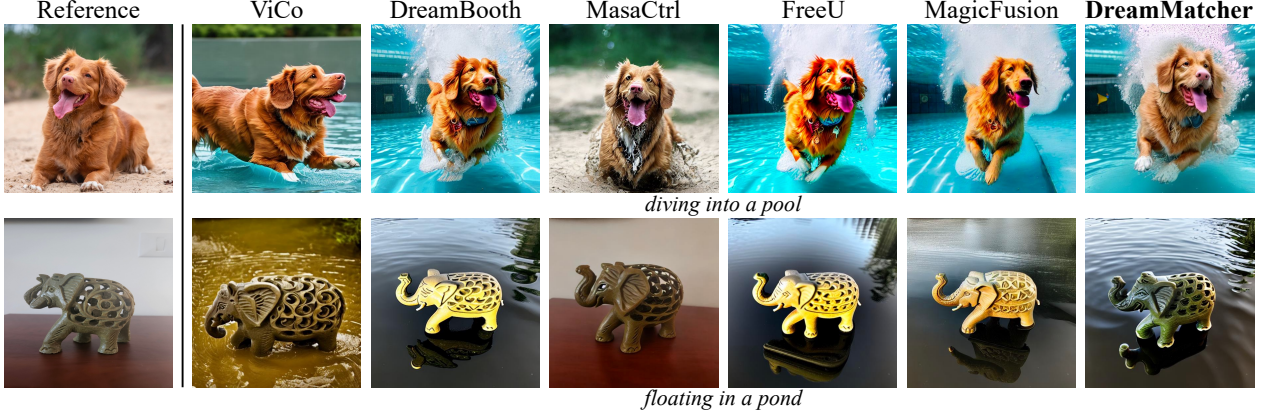 Reference ViCo DreamBooth MasaCtrl FreeU MagicFusion DreamMatcher
diving into a pool
floating in a pond